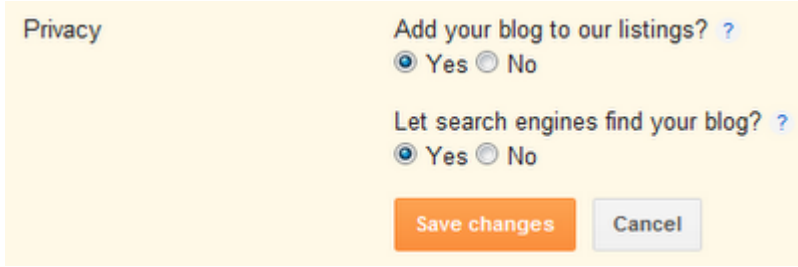 Privacy
Add your blog to our listings? ?
Yes No
Let search engines find your blog? ?
Yes No
Save changes Cancel